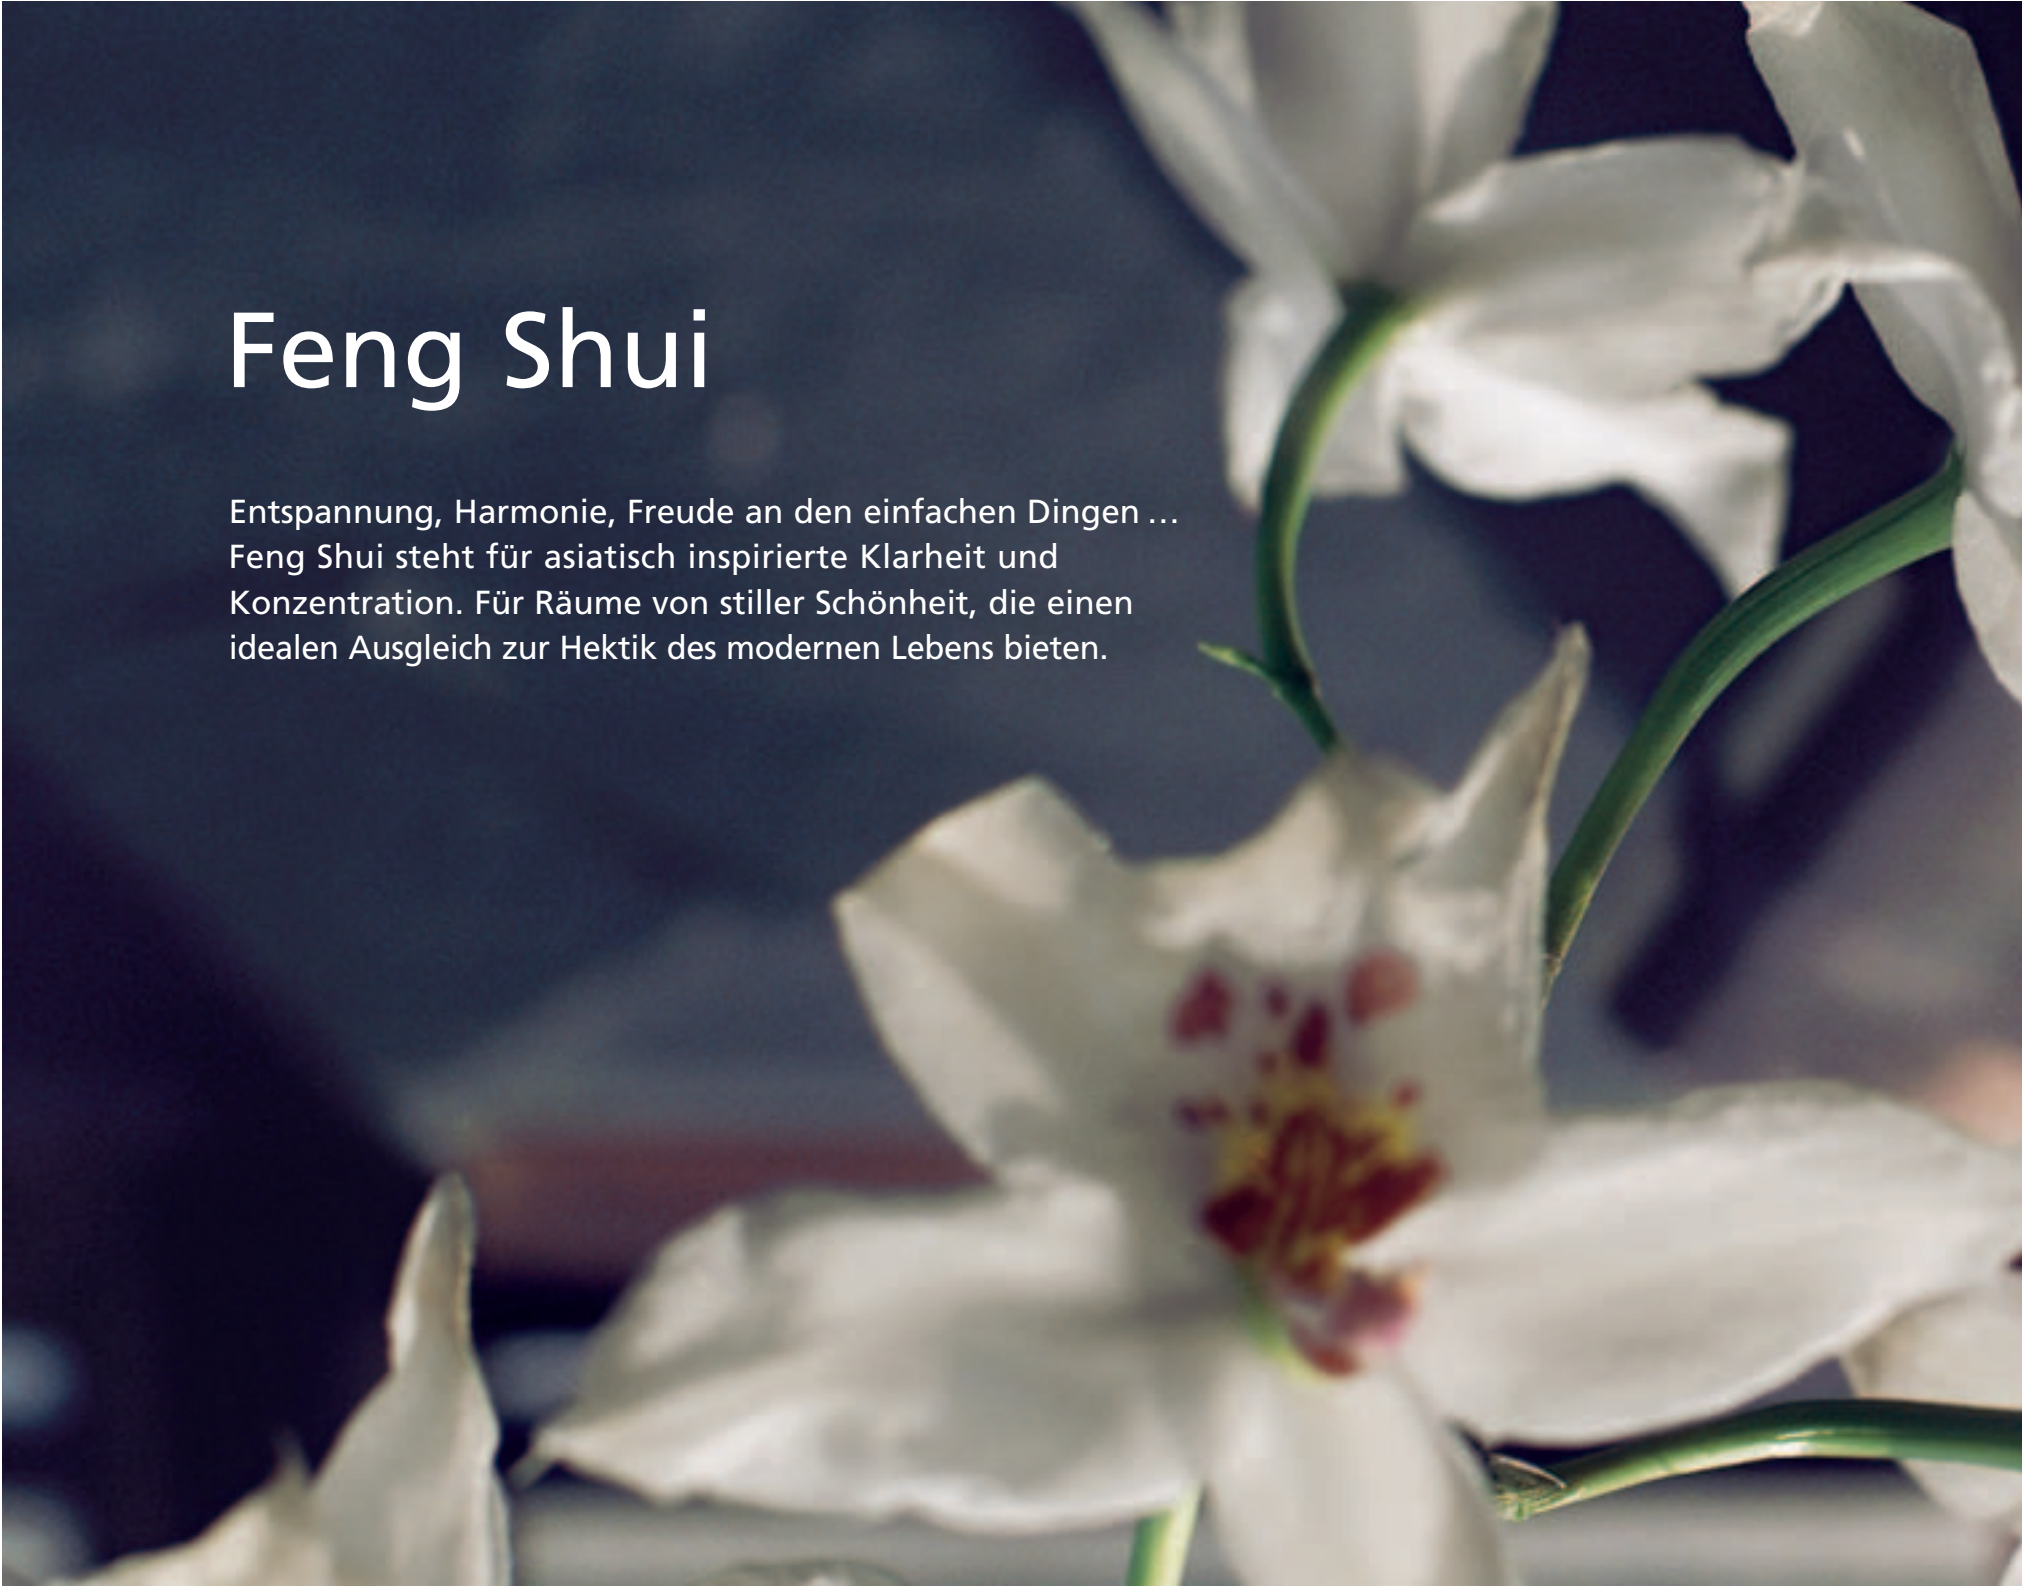 Feng Shui
Entspannung, Harmonie, Freude an den einfachen Dingen …
Feng Shui steht für asiatisch inspirierte Klarheit und
Konzentration. Für Räume von stiller Schönheit, die einen
idealen Ausgleich zur Hektik des modernen Lebens bieten.